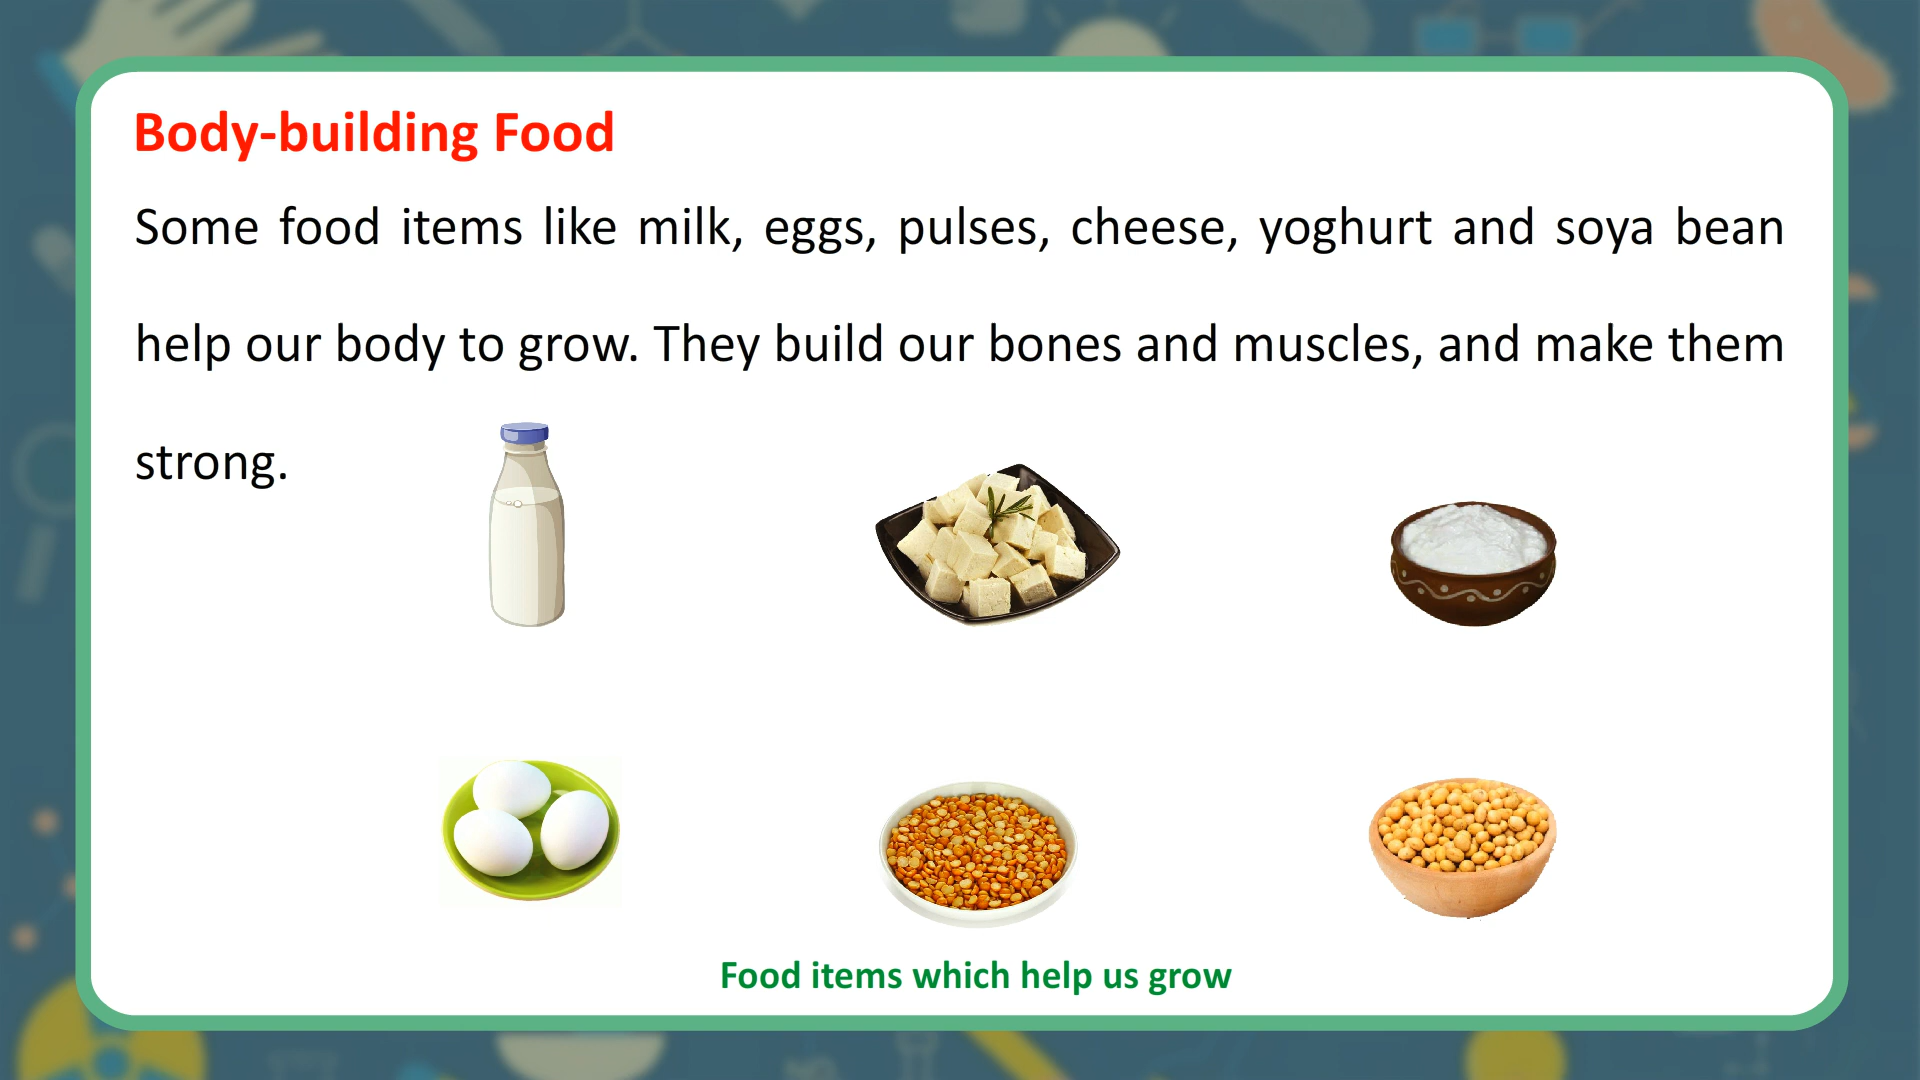 Body-building Food
Some food items like milk, eggs, pulses, cheese, yoghurt and soya bean
help our body to grow. They build our bones and muscles, and make them
strong.
Food items which help us grow